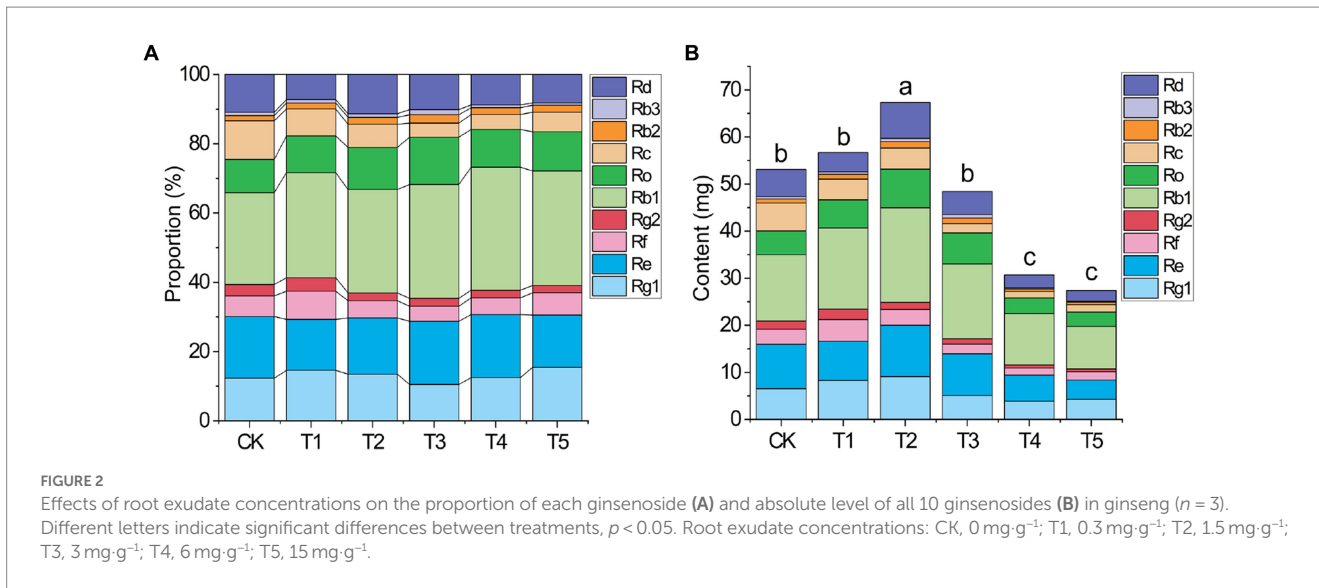 A
Proportion (%)
100
80
60
40
20
0
CK T1 T2 T3 T4 T5
Rd
Rb3
Rb2
Rc
Ro
Rb1
Rg2
Rf
Re
Rg1
B
Content (mg)
70
60
50
40
30
20
10
0
b b a b c c
CK T1 T2 T3 T4 T5
Rd
Rb3
Rb2
Rc
Ro
Rb1
Rg2
Rf
Re
Rg1
FIGURE 2
Effects of root exudate concentrations on the proportion of each ginsenoside (A) and absolute level of all 10 ginsenosides (B) in ginseng (n = 3).
Different letters indicate significant differences between treatments, p < 0.05. Root exudate concentrations: CK, 0 mg·g⁻¹; T1, 0.3 mg·g⁻¹; T2, 1.5 mg·g⁻¹;
T3, 3 mg·g⁻¹; T4, 6 mg·g⁻¹; T5, 15 mg·g⁻¹.